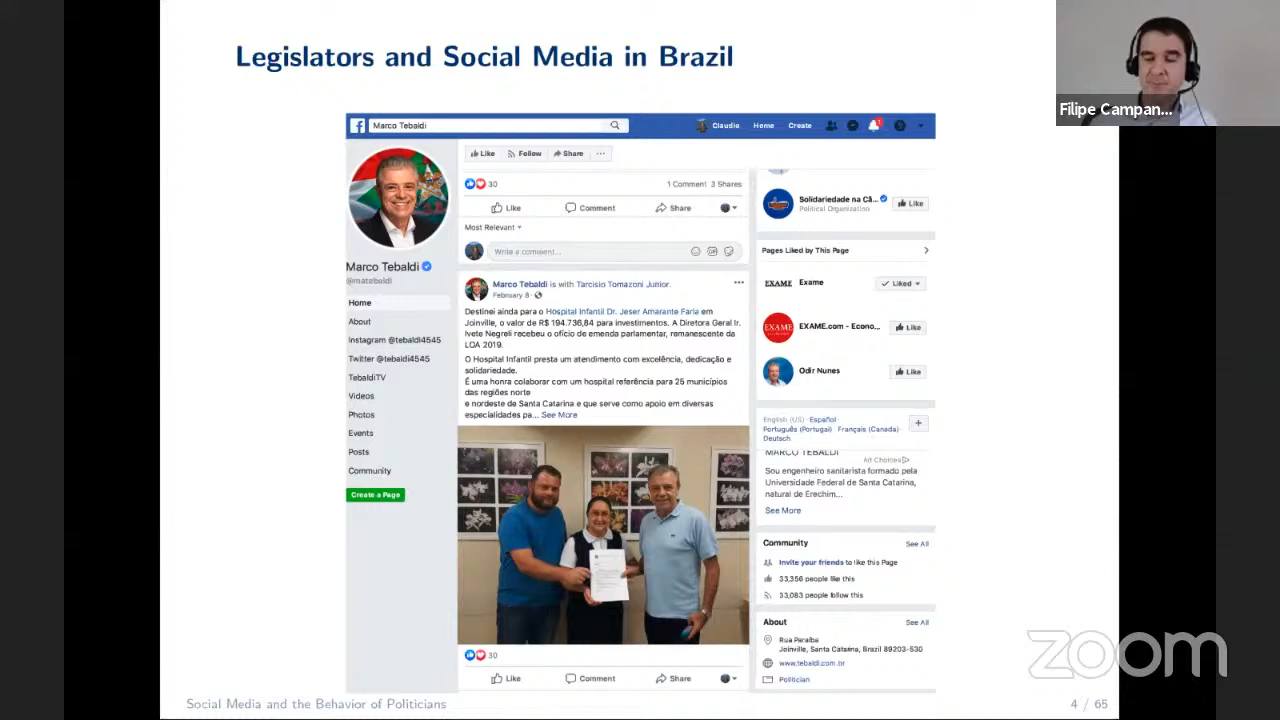 Legislators and Social Media in Brazil
Filipe Campan...
Marco Tebaldi
Claudio
Home
Create
1
Like
Follow
Share
Marco Tebaldi
@matebaldi
Home
About
Instagram @tebaldi4545
Twitter @tebaldi4545
TebaldiTV
Videos
Photos
Events
Posts
Community
Create a Page
30
1 Comment 3 Shares
Like
Comment
Share
Most Relevant
Write a comment...
Marco Tebaldi is with Tarcisio Tomazoni Junior.
February 8
Destinei ainda para o Hospital Infantil Dr. Jeser Amarante Faria em
Joinville, o valor de R$ 194.736,84 para investimentos. A Diretora Geral Ir.
Ivete Negreli recebeu o ofício de emenda parlamentar, remanescente da
LOA 2019.
O Hospital Infantil presta um atendimento com excelência, dedicação e
solidariedade.
É uma honra colaborar com um hospital referência para 25 municípios
das regiões norte
e nordeste de Santa Catarina e que serve como apoio em diversas
especialidades pa... See More
30
Like
Comment
Share
Solidariedade na Câ...
Political Organization
Like
Pages Liked by This Page
EXAME
Exame
Liked
EXAME
EXAME.com - Econo...
Like
Odir Nunes
Like
English (US) · Español ·
Português (Portugal) · Français (Canada) ·
Deutsch
MARCO TEBALDI
Ad Choices
Sou engenheiro sanitarista formado pela
Universidade Federal de Santa Catarina,
natural de Erechim...
See More
Community
See All
Invite your friends to like this Page
33,356 people like this
33,083 people follow this
About
See All
Rua Paraíba
Joinville, Santa Catarina, Brazil 89203-530
www.tebaldi.com.br
Politician
zoom
Social Media and the Behavior of Politicians
4 / 65